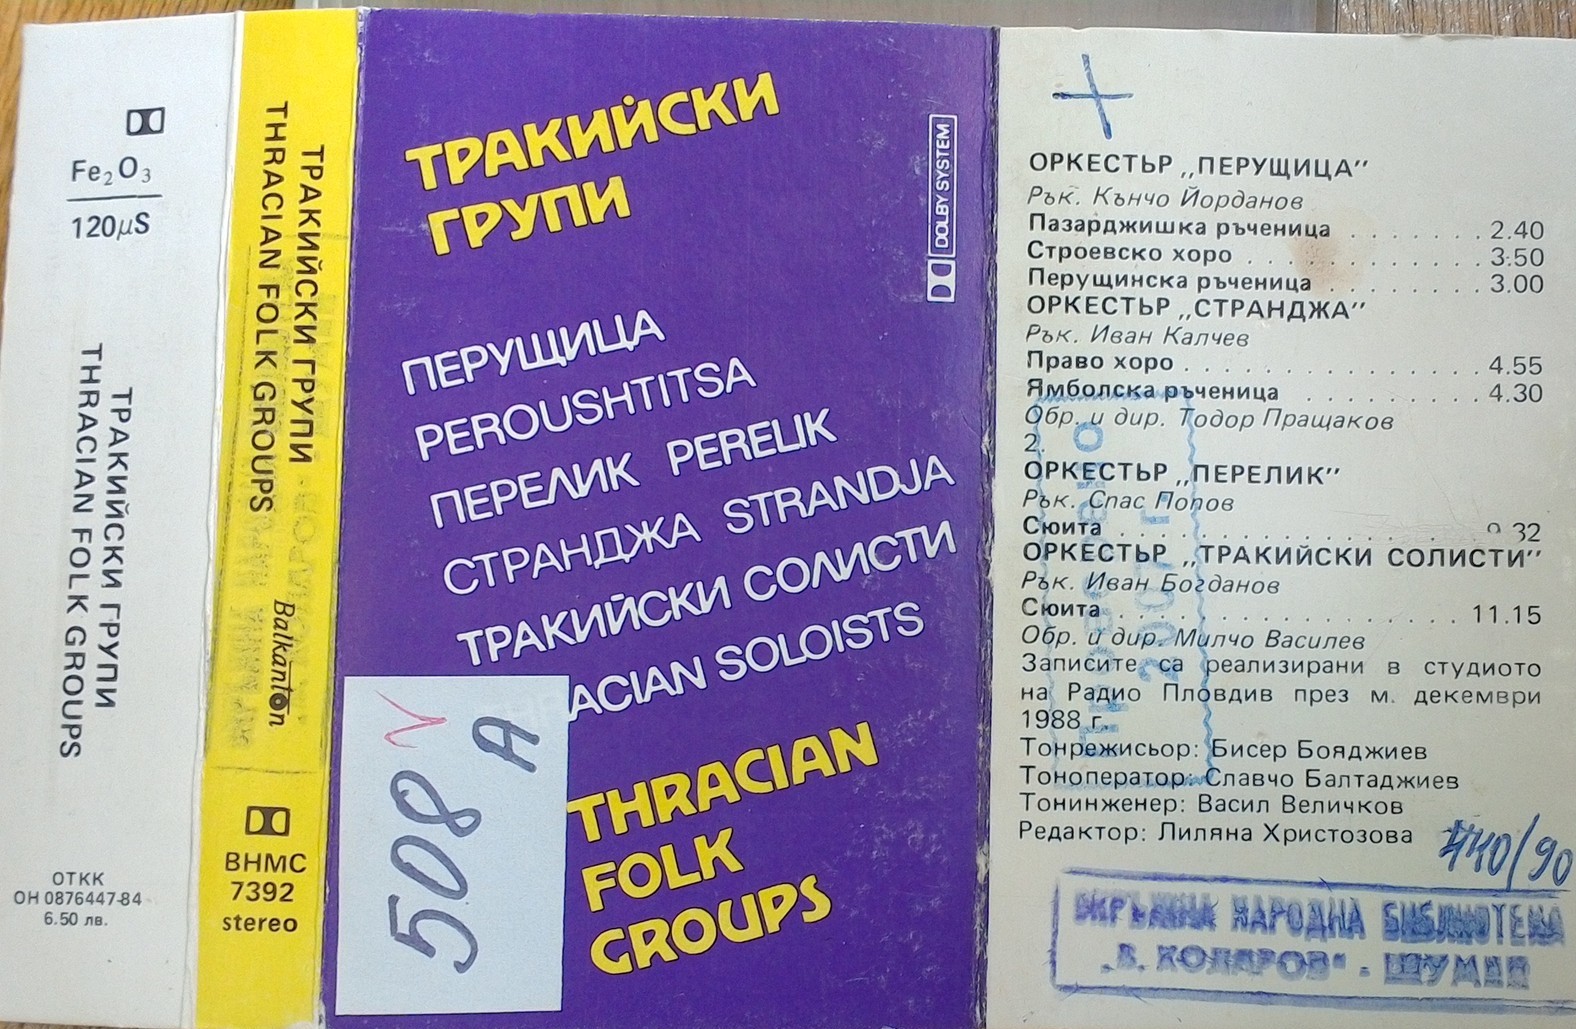 Fe₂O₃
120µS
ТРАКИЙСКИ ГРУПИ
THRACIAN FOLK GROUPS
ОТКК
ОН 0876447-84
6.50 лв.
ТРАКИЙСКИ ГРУПИ
THRACIAN FOLK GROUPS
Balkanton
ВНМС
7392
stereo
ТРАКИЙСКИ
ГРУПИ
DOLBY SYSTEM
ПЕРУЩИЦА
PEROUSHTITSA
ПЕРЕЛИК PERELIK
СТРАНДЖА STRANDJA
ТРАКИЙСКИ СОЛИСТИ
THRACIAN SOLOISTS
THRACIAN
FOLK
GROUPS
508
A
ОРКЕСТЪР „ПЕРУЩИЦА"
Рък. Кънчо Йорданов
Пазарджишка ръченица . . . . . . . 2.40
Строевско хоро . . . . . . . . . . . . . 3.50
Перущинска ръченица . . . . . . . . 3.00
ОРКЕСТЪР „СТРАНДЖА"
Рък. Иван Калчев
Право хоро . . . . . . . . . . . . . . . . 4.55
Ямболска ръченица . . . . . . . . . 4.30
Обр. и дир. Тодор Пращаков
2.
ОРКЕСТЪР „ПЕРЕЛИК"
Рък. Спас Попов
Сюита . . . . . . . . . . . . . . . . . . . 9.32
ОРКЕСТЪР „ТРАКИЙСКИ СОЛИСТИ"
Рък. Иван Богданов
Сюита . . . . . . . . . . . . . . . . . . 11.15
Обр. и дир. Милчо Василев
Записите са реализирани в студиото
на Радио Пловдив през м. декември
1988 г.
Тонрежисьор: Бисер Бояджиев
Тоноператор: Славчо Балтаджиев
Тонинженер: Васил Величков
Редактор: Лиляна Христозова
440/90
ОКРЪЖНА НАРОДНА БИБЛИОТЕКА
„В. КОЛАРОВ" - ШУМЕН